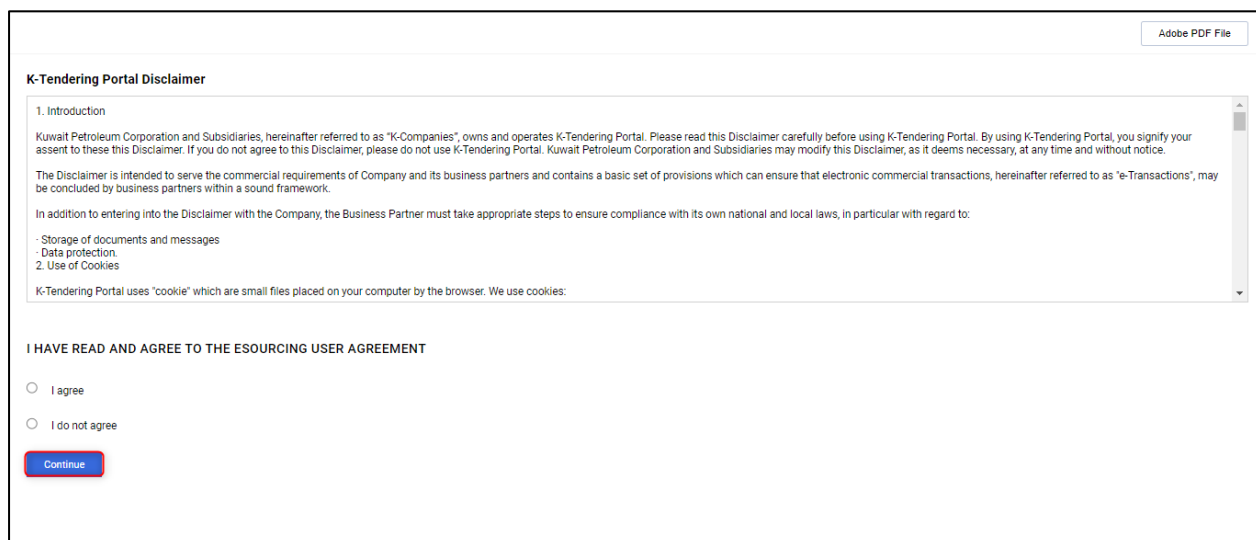 Adobe PDF File
K-Tendering Portal Disclaimer
1. Introduction
Kuwait Petroleum Corporation and Subsidiaries, hereinafter referred to as "K-Companies", owns and operates K-Tendering Portal. Please read this Disclaimer carefully before using K-Tendering Portal. By using K-Tendering Portal, you signify your
assent to these this Disclaimer. If you do not agree to this Disclaimer, please do not use K-Tendering Portal. Kuwait Petroleum Corporation and Subsidiaries may modify this Disclaimer, as it deems necessary, at any time and without notice.
The Disclaimer is intended to serve the commercial requirements of Company and its business partners and contains a basic set of provisions which can ensure that electronic commercial transactions, hereinafter referred to as "e-Transactions", may
be concluded by business partners within a sound framework.
In addition to entering into the Disclaimer with the Company, the Business Partner must take appropriate steps to ensure compliance with its own national and local laws, in particular with regard to:
· Storage of documents and messages
· Data protection.
2. Use of Cookies
K-Tendering Portal uses "cookie" which are small files placed on your computer by the browser. We use cookies:
I HAVE READ AND AGREE TO THE ESOURCING USER AGREEMENT
I agree
I do not agree
Continue